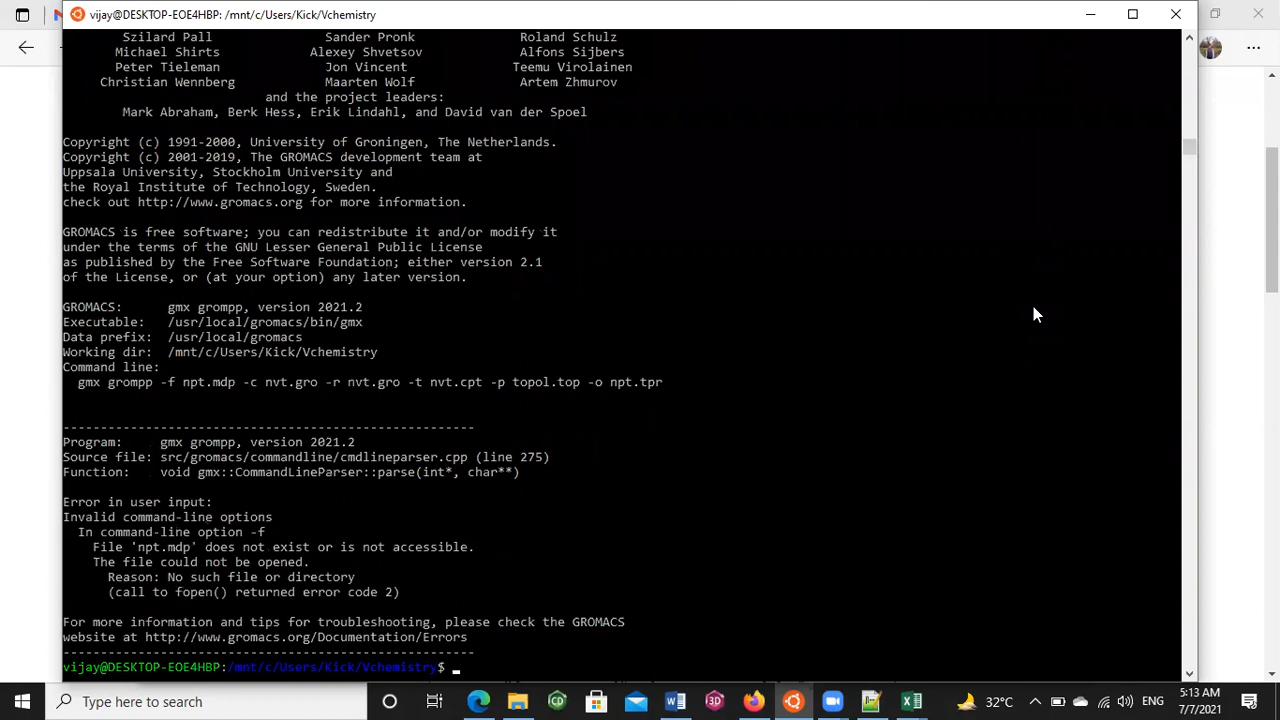 vijay@DESKTOP-EOE4HBP: /mnt/c/Users/Kick/Vchemistry
Szilard Pall Sander Pronk Roland Schulz
Michael Shirts Alexey Shvetsov Alfons Sijbers
Peter Tieleman Jon Vincent Teemu Virolainen
Christian Wennberg Maarten Wolf Artem Zhmurov
and the project leaders:
Mark Abraham, Berk Hess, Erik Lindahl, and David van der Spoel
Copyright (c) 1991-2000, University of Groningen, The Netherlands.
Copyright (c) 2001-2019, The GROMACS development team at
Uppsala University, Stockholm University and
the Royal Institute of Technology, Sweden.
check out http://www.gromacs.org for more information.
GROMACS is free software; you can redistribute it and/or modify it
under the terms of the GNU Lesser General Public License
as published by the Free Software Foundation; either version 2.1
of the License, or (at your option) any later version.
GROMACS: gmx grompp, version 2021.2
Executable: /usr/local/gromacs/bin/gmx
Data prefix: /usr/local/gromacs
Working dir: /mnt/c/Users/Kick/Vchemistry
Command line:
gmx grompp -f npt.mdp -c nvt.gro -r nvt.gro -t nvt.cpt -p topol.top -o npt.tpr
-------------------------------------------------------
Program: gmx grompp, version 2021.2
Source file: src/gromacs/commandline/cmdlineparser.cpp (line 275)
Function: void gmx::CommandLineParser::parse(int*, char**)
Error in user input:
Invalid command-line options
In command-line option -f
File 'npt.mdp' does not exist or is not accessible.
The file could not be opened.
Reason: No such file or directory
(call to fopen() returned error code 2)
For more information and tips for troubleshooting, please check the GROMACS
website at http://www.gromacs.org/Documentation/Errors
-------------------------------------------------------
vijay@DESKTOP-EOE4HBP:/mnt/c/Users/Kick/Vchemistry$ _
Type here to search
32°C
ENG
5:13 AM
7/7/2021